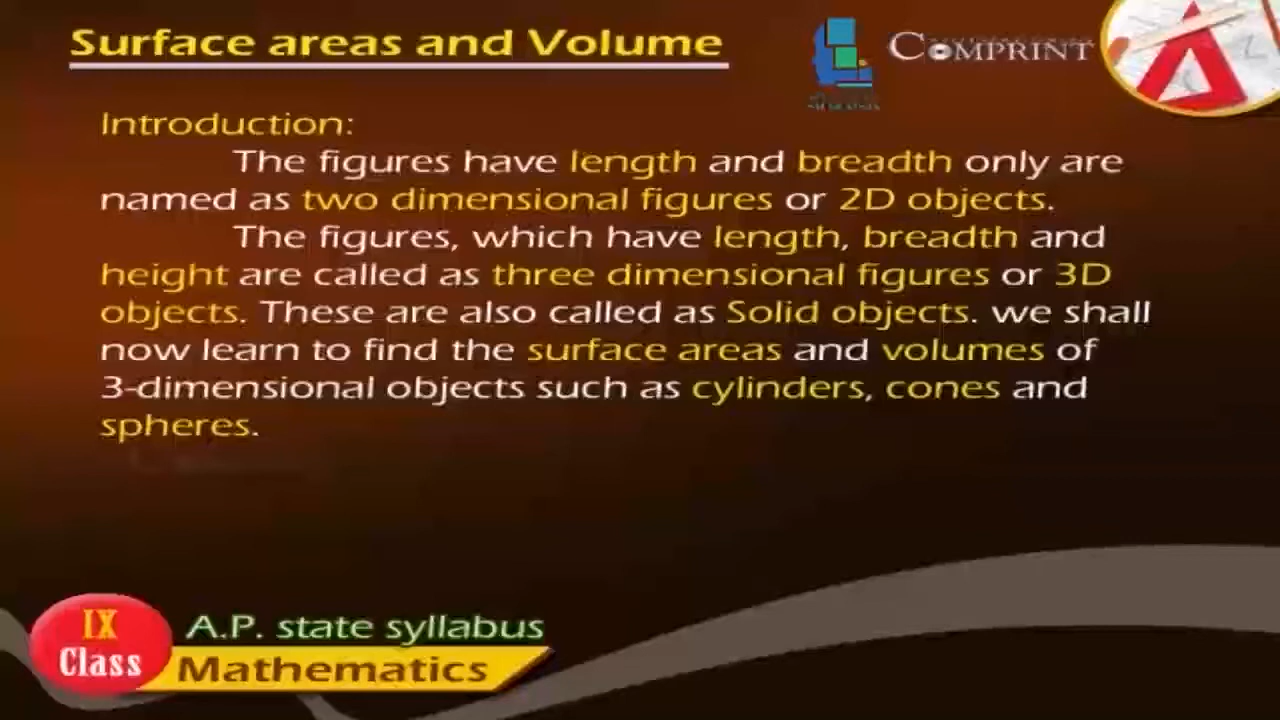 Surface areas and Volume
COMPRINT
Introduction:
The figures have length and breadth only are
named as two dimensional figures or 2D objects.
The figures, which have length, breadth and
height are called as three dimensional figures or 3D
objects. These are also called as Solid objects. we shall
now learn to find the surface areas and volumes of
3-dimensional objects such as cylinders, cones and
spheres.
IX
Class
A.P. state syllabus
Mathematics